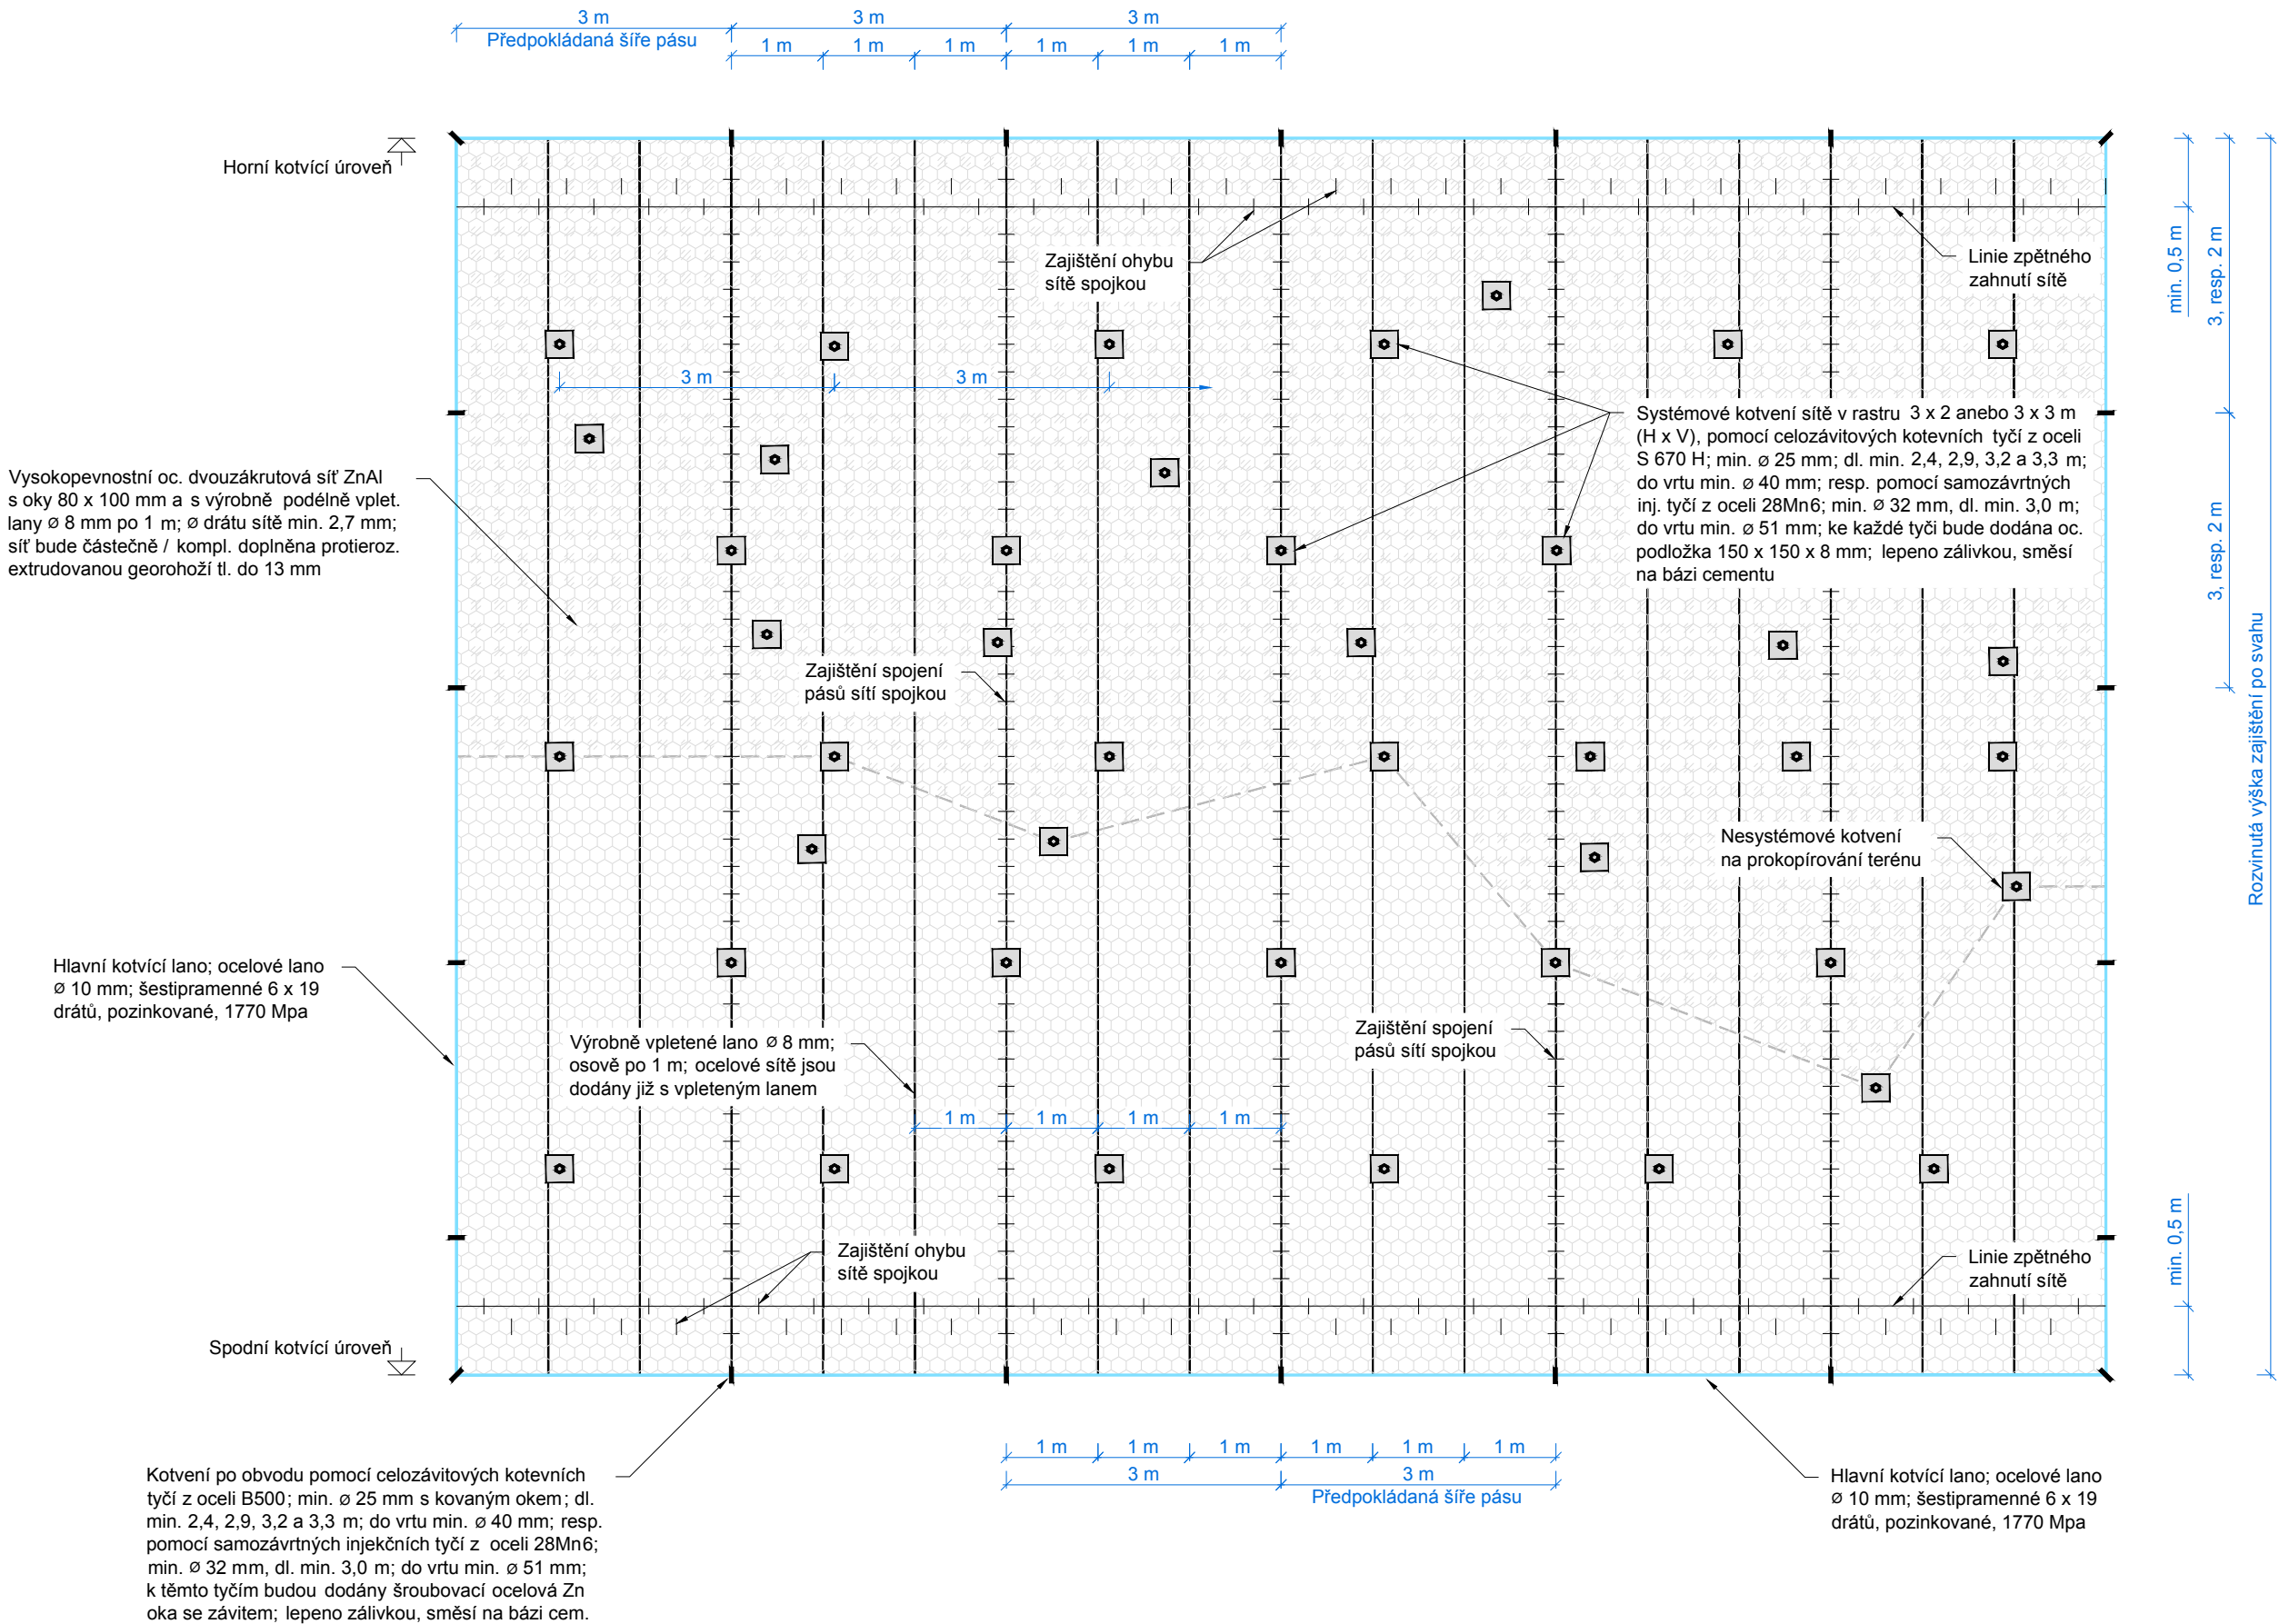 3 m
3 m
3 m
Předpokládaná šíře pásu
1 m
1 m
1 m
1 m
1 m
1 m
Horní kotvící úroveň
Zajištění ohybu
sítě spojkou
Linie zpětného
zahnutí sítě
min. 0,5 m
3, resp. 2 m
3 m
3 m
Systémové kotvení sítě v rastru 3 x 2 anebo 3 x 3 m
(H x V), pomocí celozávitových kotevních tyčí z oceli
S 670 H; min. ø 25 mm; dl. min. 2,4, 2,9, 3,2 a 3,3 m;
do vrtu min. ø 40 mm; resp. pomocí samozávrtných
inj. tyčí z oceli 28Mn6; min. ø 32 mm, dl. min. 3,0 m;
do vrtu min. ø 51 mm; ke každé tyči bude dodána oc.
podložka 150 x 150 x 8 mm; lepeno zálivkou, směsí
na bázi cementu
Vysokopevnostní oc. dvouzákrutová síť ZnAl
s oky 80 x 100 mm a s výrobně podélně vplet.
lany ø 8 mm po 1 m; ø drátu sítě min. 2,7 mm;
síť bude částečně / kompl. doplněna protieroz.
extrudovanou georohoží tl. do 13 mm
3, resp. 2 m
Zajištění spojení
pásů sítí spojkou
Rozvinutá výška zajištění po svahu
Nesystémové kotvení
na prokopírování terénu
Hlavní kotvící lano; ocelové lano
ø 10 mm; šestipramenné 6 x 19
drátů, pozinkované, 1770 Mpa
Výrobně vpletené lano ø 8 mm;
osově po 1 m; ocelové sítě jsou
dodány již s vpleteným lanem
Zajištění spojení
pásů sítí spojkou
1 m
1 m
1 m
1 m
Zajištění ohybu
sítě spojkou
Linie zpětného
zahnutí sítě
min. 0,5 m
Spodní kotvící úroveň
1 m
1 m
1 m
1 m
1 m
1 m
3 m
3 m
Předpokládaná šíře pásu
Kotvení po obvodu pomocí celozávitových kotevních
tyčí z oceli B500; min. ø 25 mm s kovaným okem; dl.
min. 2,4, 2,9, 3,2 a 3,3 m; do vrtu min. ø 40 mm; resp.
pomocí samozávrtných injekčních tyčí z oceli 28Mn6;
min. ø 32 mm, dl. min. 3,0 m; do vrtu min. ø 51 mm;
k těmto tyčím budou dodány šroubovací ocelová Zn
oka se závitem; lepeno zálivkou, směsí na bázi cem.
Hlavní kotvící lano; ocelové lano
ø 10 mm; šestipramenné 6 x 19
drátů, pozinkované, 1770 Mpa